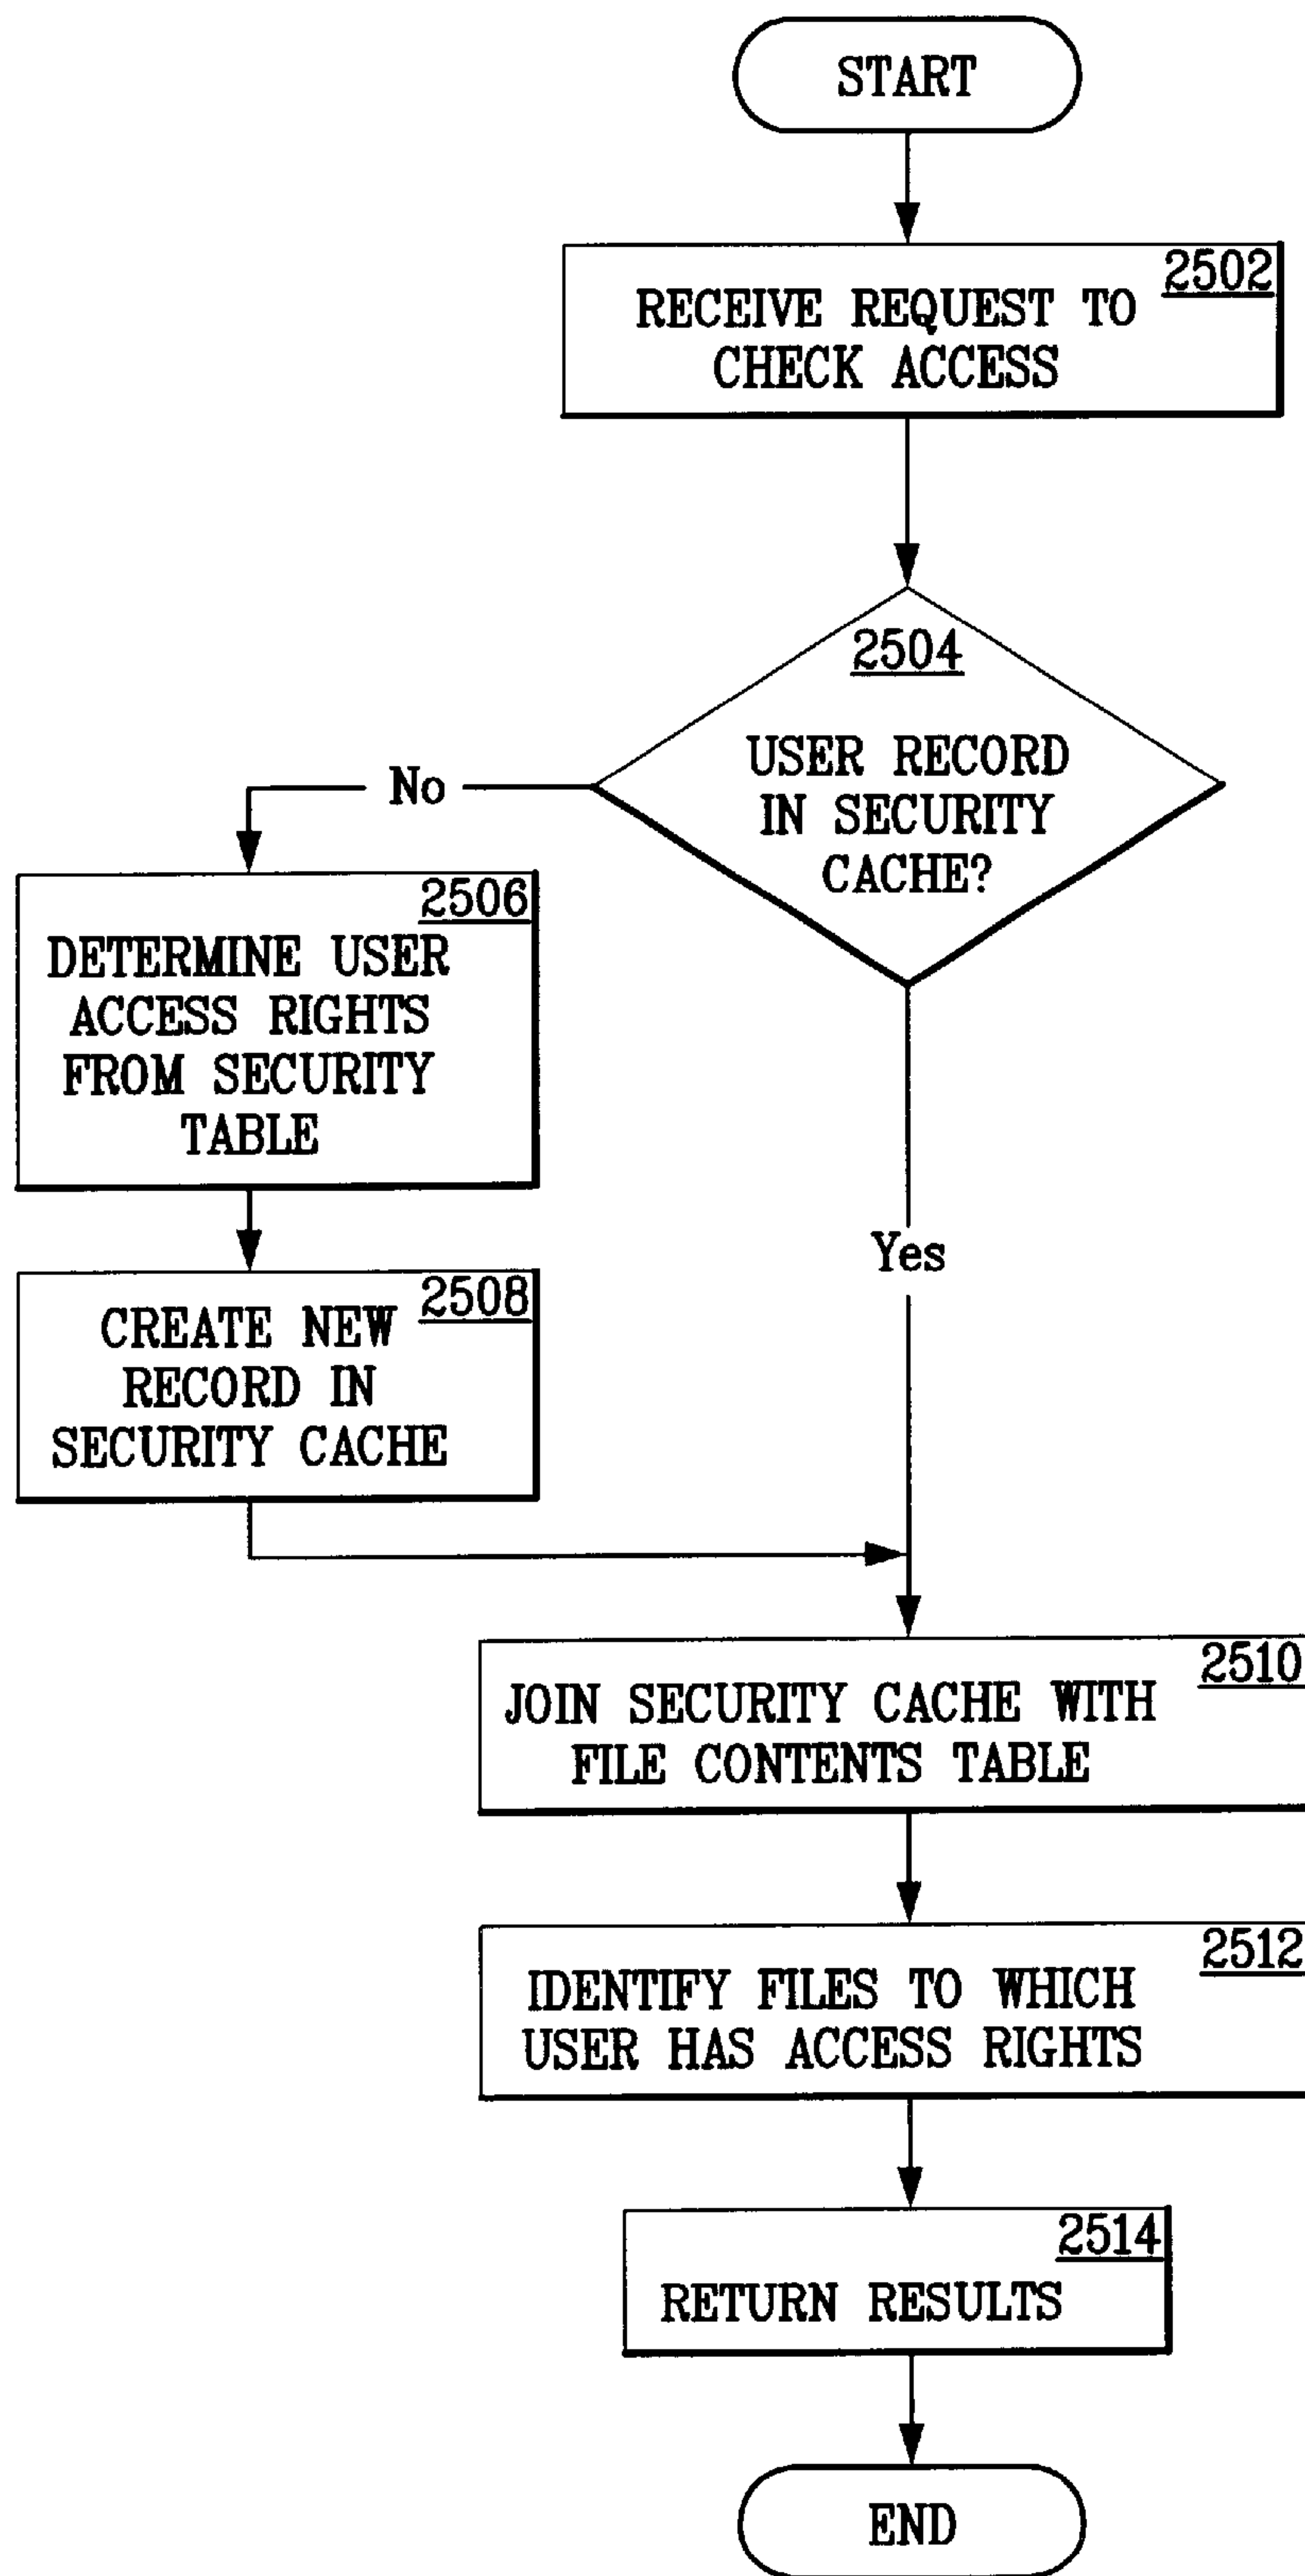 START
2502
RECEIVE REQUEST TO
CHECK ACCESS
2504
USER RECORD
IN SECURITY
CACHE?
No
2506
DETERMINE USER
ACCESS RIGHTS
FROM SECURITY
TABLE
Yes
2508
CREATE NEW
RECORD IN
SECURITY CACHE
2510
JOIN SECURITY CACHE WITH
FILE CONTENTS TABLE
2512
IDENTIFY FILES TO WHICH
USER HAS ACCESS RIGHTS
2514
RETURN RESULTS
END